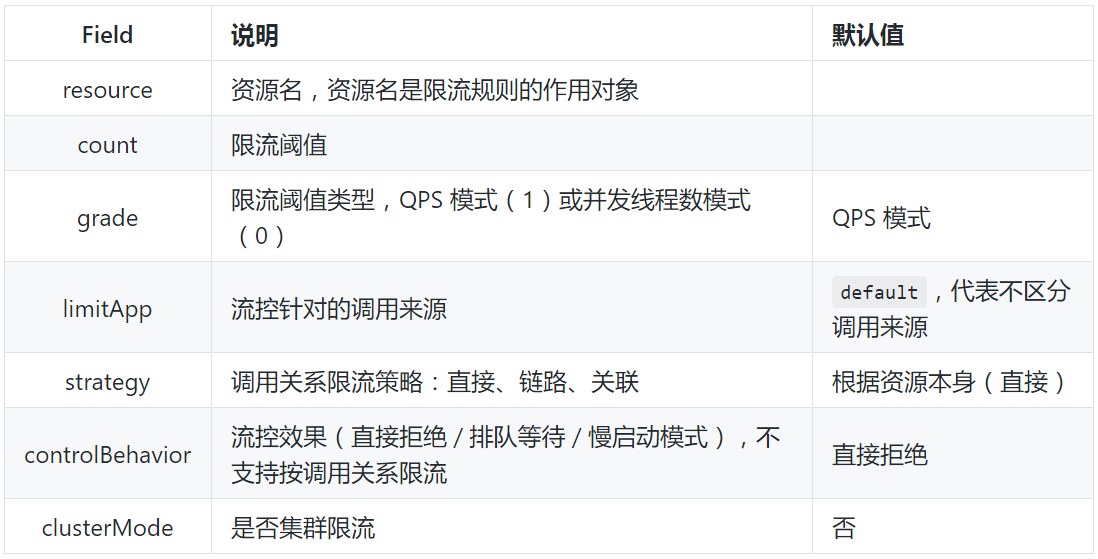 Field 说明 默认值
resource 资源名，资源名是限流规则的作用对象
count 限流阈值
grade 限流阈值类型，QPS 模式（1）或并发线程数模式
（0） QPS 模式
limitApp 流控针对的调用来源 default，代表不区分
调用来源
strategy 调用关系限流策略：直接、链路、关联 根据资源本身（直接）
controlBehavior 流控效果（直接拒绝 / 排队等待 / 慢启动模式），不
支持按调用关系限流 直接拒绝
clusterMode 是否集群限流 否